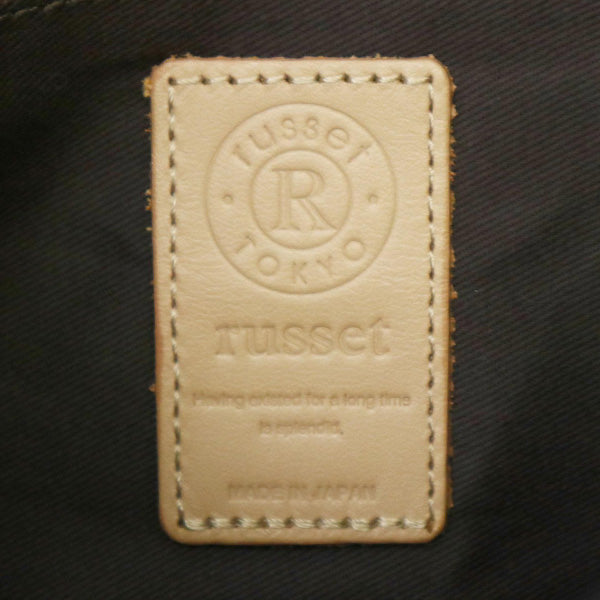 russet
R
TOKYO
russet
Having existed for a long time
is splendid.
MADE IN JAPAN